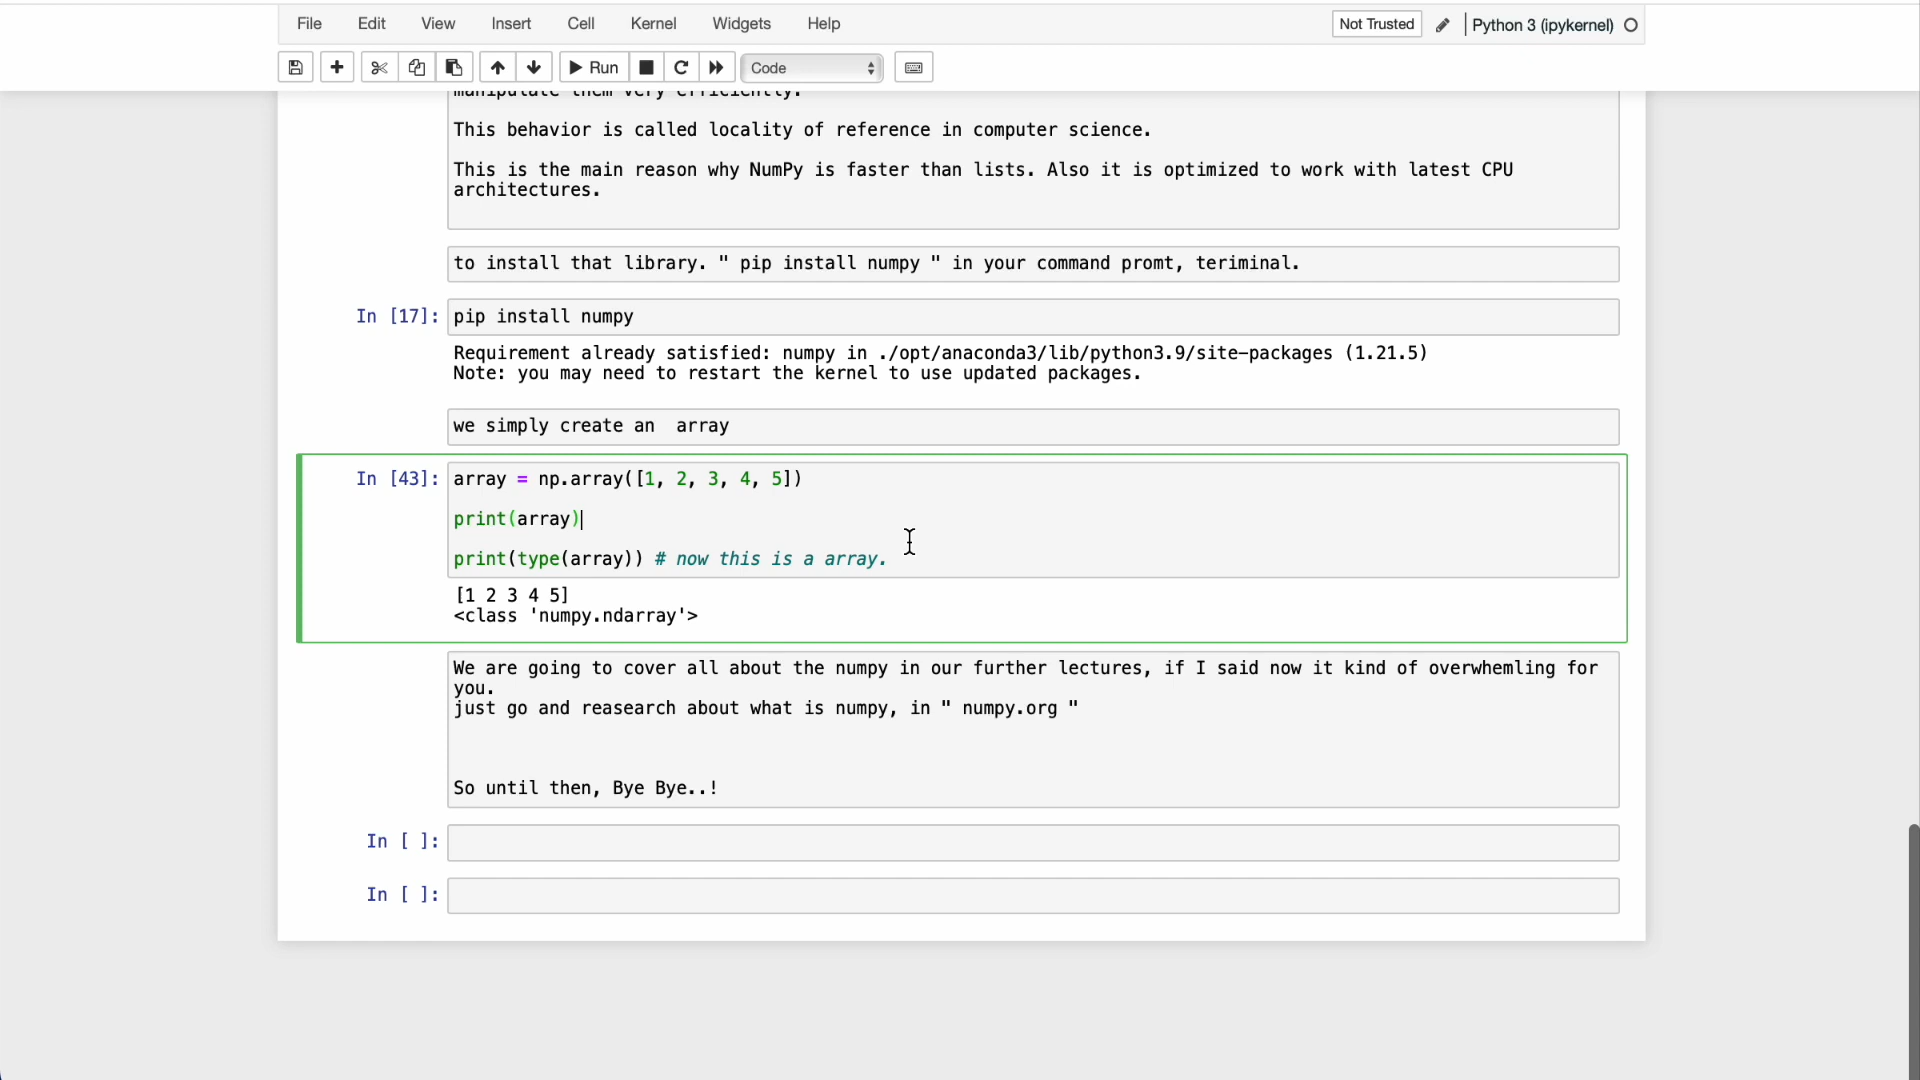 File Edit View Insert Cell Kernel Widgets Help Not Trusted Python 3 (ipykernel)
Run Code
manipulate them very efficiently.
This behavior is called locality of reference in computer science.
This is the main reason why NumPy is faster than lists. Also it is optimized to work with latest CPU
architectures.
to install that library. " pip install numpy " in your command promt, teriminal.
In [17]: pip install numpy
Requirement already satisfied: numpy in ./opt/anaconda3/lib/python3.9/site-packages (1.21.5)
Note: you may need to restart the kernel to use updated packages.
we simply create an  array
In [43]: array = np.array([1, 2, 3, 4, 5])
print(array)
print(type(array)) # now this is a array.
[1 2 3 4 5]
<class 'numpy.ndarray'>
We are going to cover all about the numpy in our further lectures, if I said now it kind of overwhemling for
you.
just go and reasearch about what is numpy, in " numpy.org "
So until then, Bye Bye..!
In [ ]:
In [ ]: